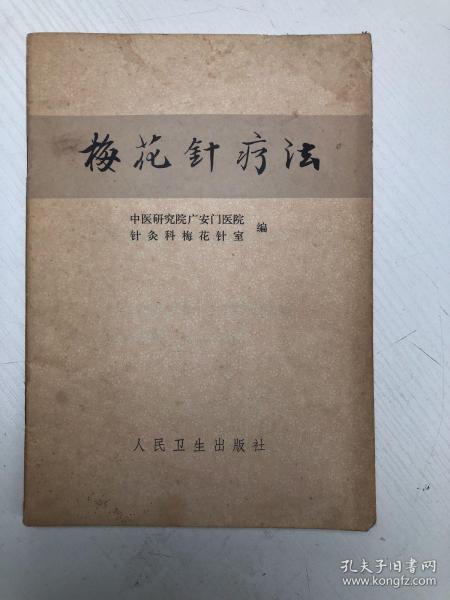 梅花針疗法
中医研究院广安门医院
针灸科梅花针室
编
人民卫生出版社
孔夫子旧书网
www.kongfz.com